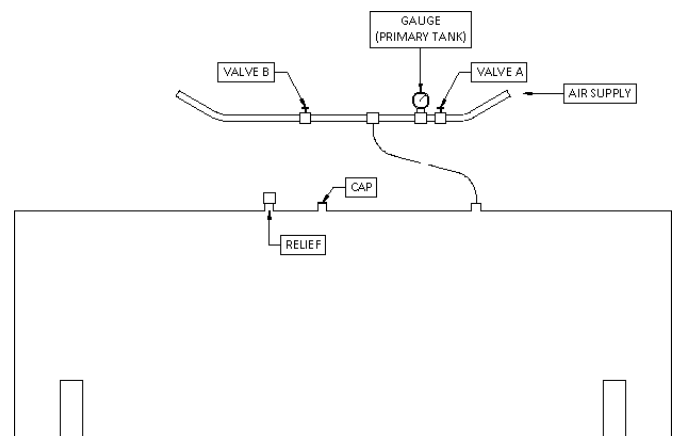 GAUGE
(PRIMARY TANK)
VALVE B
VALVE A
AIR SUPPLY
CAP
RELIEF